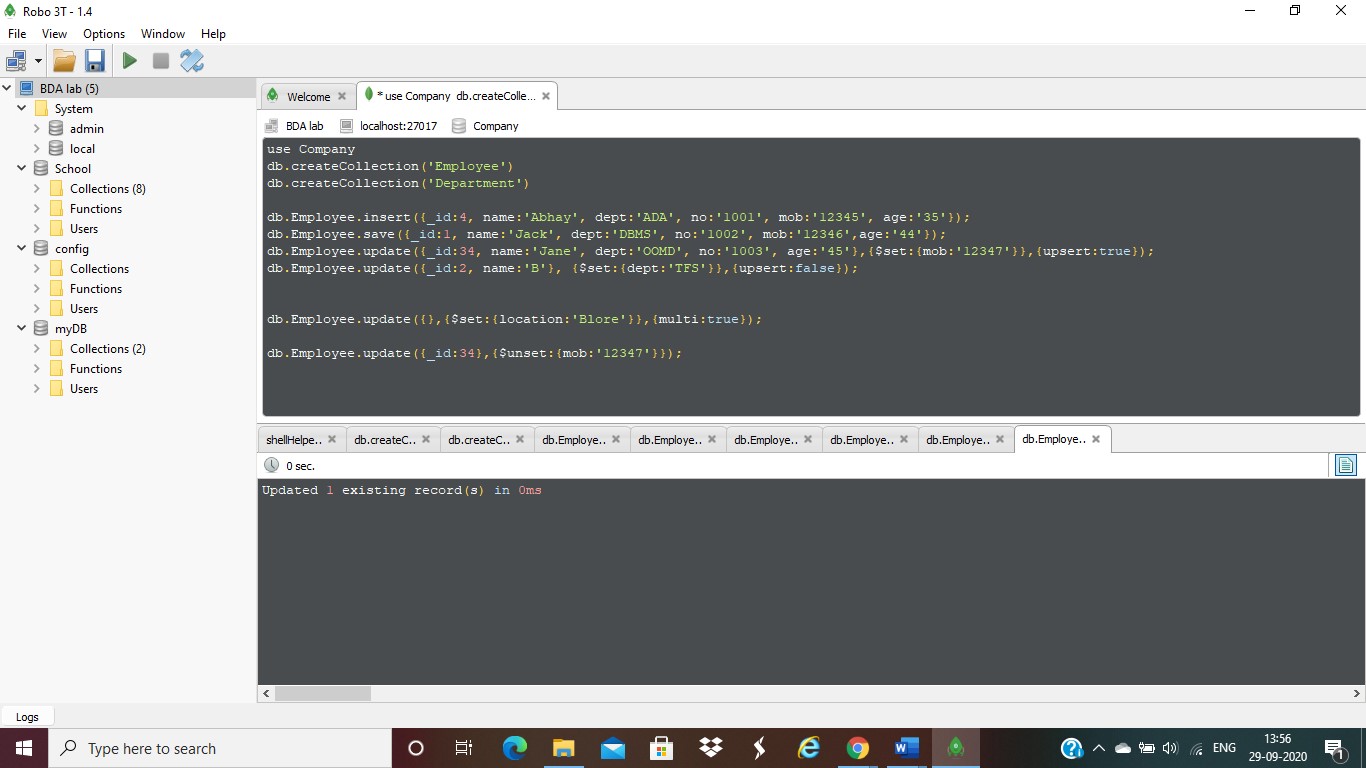 Robo 3T - 1.4
File View Options Window Help
BDA lab (5)
System
admin
local
School
Collections (8)
Functions
Users
config
Collections
Functions
Users
myDB
Collections (2)
Functions
Users
Welcome
* use Company db.createColle...
BDA lab localhost:27017 Company
use Company
db.createCollection('Employee')
db.createCollection('Department')
db.Employee.insert({_id:4, name:'Abhay', dept:'ADA', no:'1001', mob:'12345', age:'35'});
db.Employee.save({_id:1, name:'Jack', dept:'DBMS', no:'1002', mob:'12346',age:'44'});
db.Employee.update({_id:34, name:'Jane', dept:'OOMD', no:'1003', age:'45'},{$set:{mob:'12347'}},{upsert:true});
db.Employee.update({_id:2, name:'B'}, {$set:{dept:'TFS'}},{upsert:false});
db.Employee.update({},{$set:{location:'Blore'}},{multi:true});
db.Employee.update({_id:34},{$unset:{mob:'12347'}});
shellHelpe.. db.createC.. db.createC.. db.Employe.. db.Employe.. db.Employe.. db.Employe.. db.Employe.. db.Employe..
0 sec.
Updated 1 existing record(s) in 0ms
Logs
Type here to search
ENG
13:56
29-09-2020
1